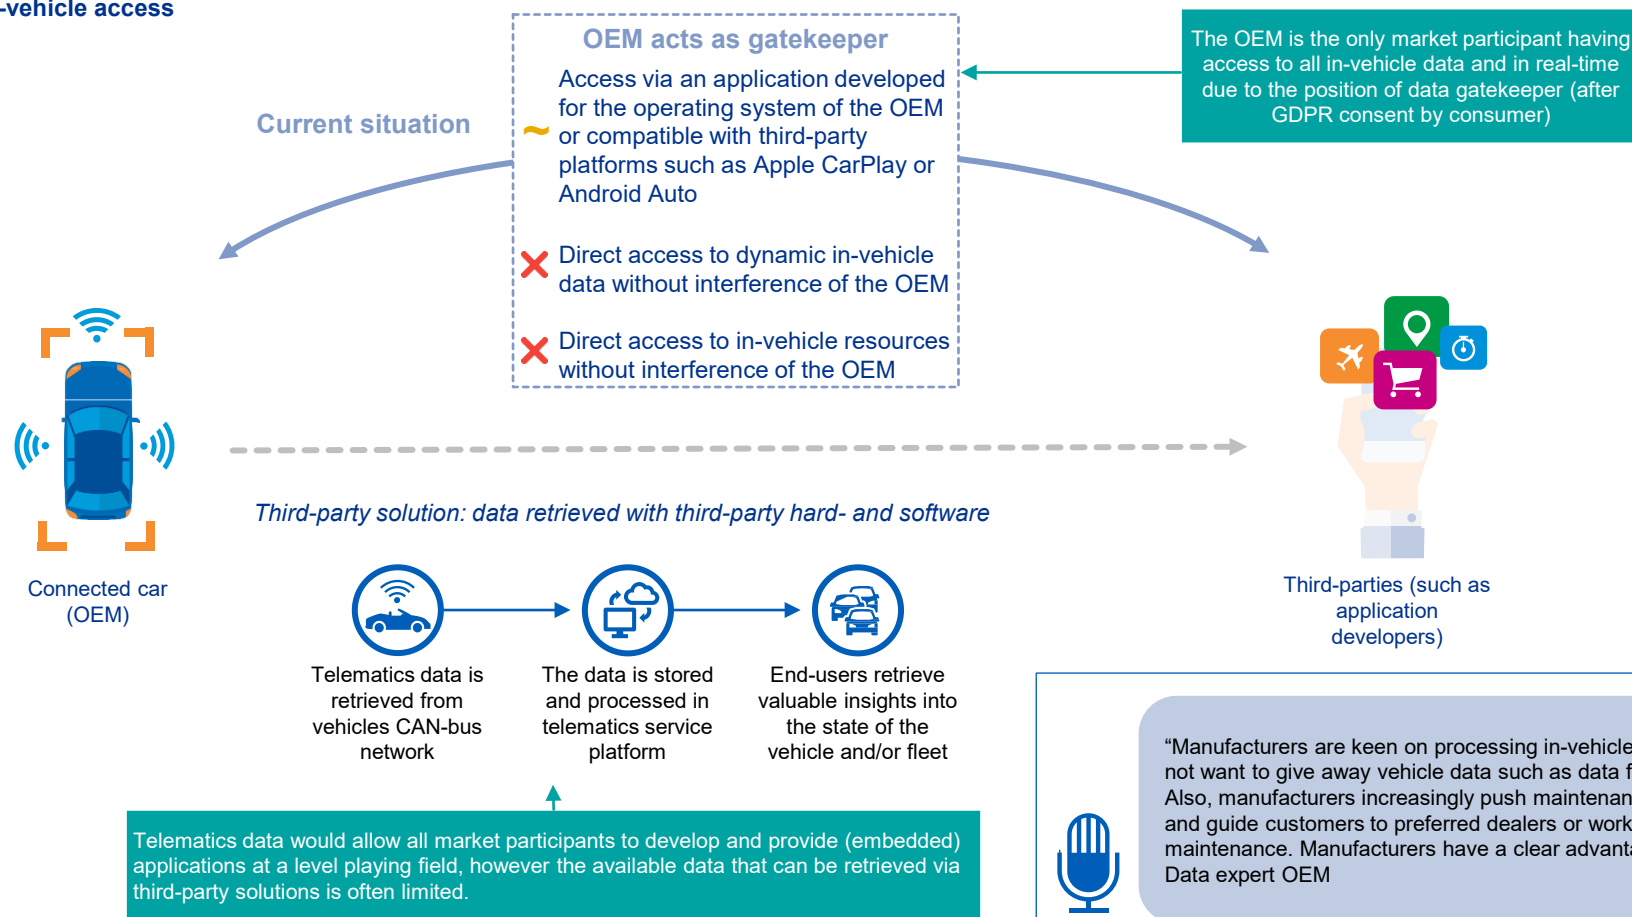 -vehicle access
OEM acts as gatekeeper
Access via an application developed
for the operating system of the OEM
~ or compatible with third-party
platforms such as Apple CarPlay or
Android Auto
Direct access to dynamic in-vehicle
data without interference of the OEM
Direct access to in-vehicle resources
without interference of the OEM
The OEM is the only market participant having
access to all in-vehicle data and in real-time
due to the position of data gatekeeper (after
GDPR consent by consumer)
Current situation
Connected car
(OEM)
Third-parties (such as
application
developers)
Third-party solution: data retrieved with third-party hard- and software
Telematics data is
retrieved from
vehicles CAN-bus
network
The data is stored
and processed in
telematics service
platform
End-users retrieve
valuable insights into
the state of the
vehicle and/or fleet
Telematics data would allow all market participants to develop and provide (embedded)
applications at a level playing field, however the available data that can be retrieved via
third-party solutions is often limited.
“Manufacturers are keen on processing in-vehicle
not want to give away vehicle data such as data
Also, manufacturers increasingly push
and guide customers to preferred dealers or
maintenance. Manufacturers have a clear
Data expert OEM